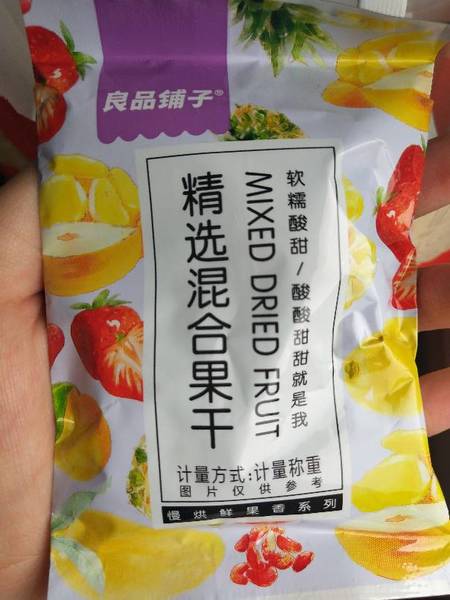 良品铺子®
软糯酸甜/酸酸甜甜就是我
MIXED DRIED FRUIT
精选混合果干
计量方式:计量称重
图片仅供参考
慢烘鲜果香系列